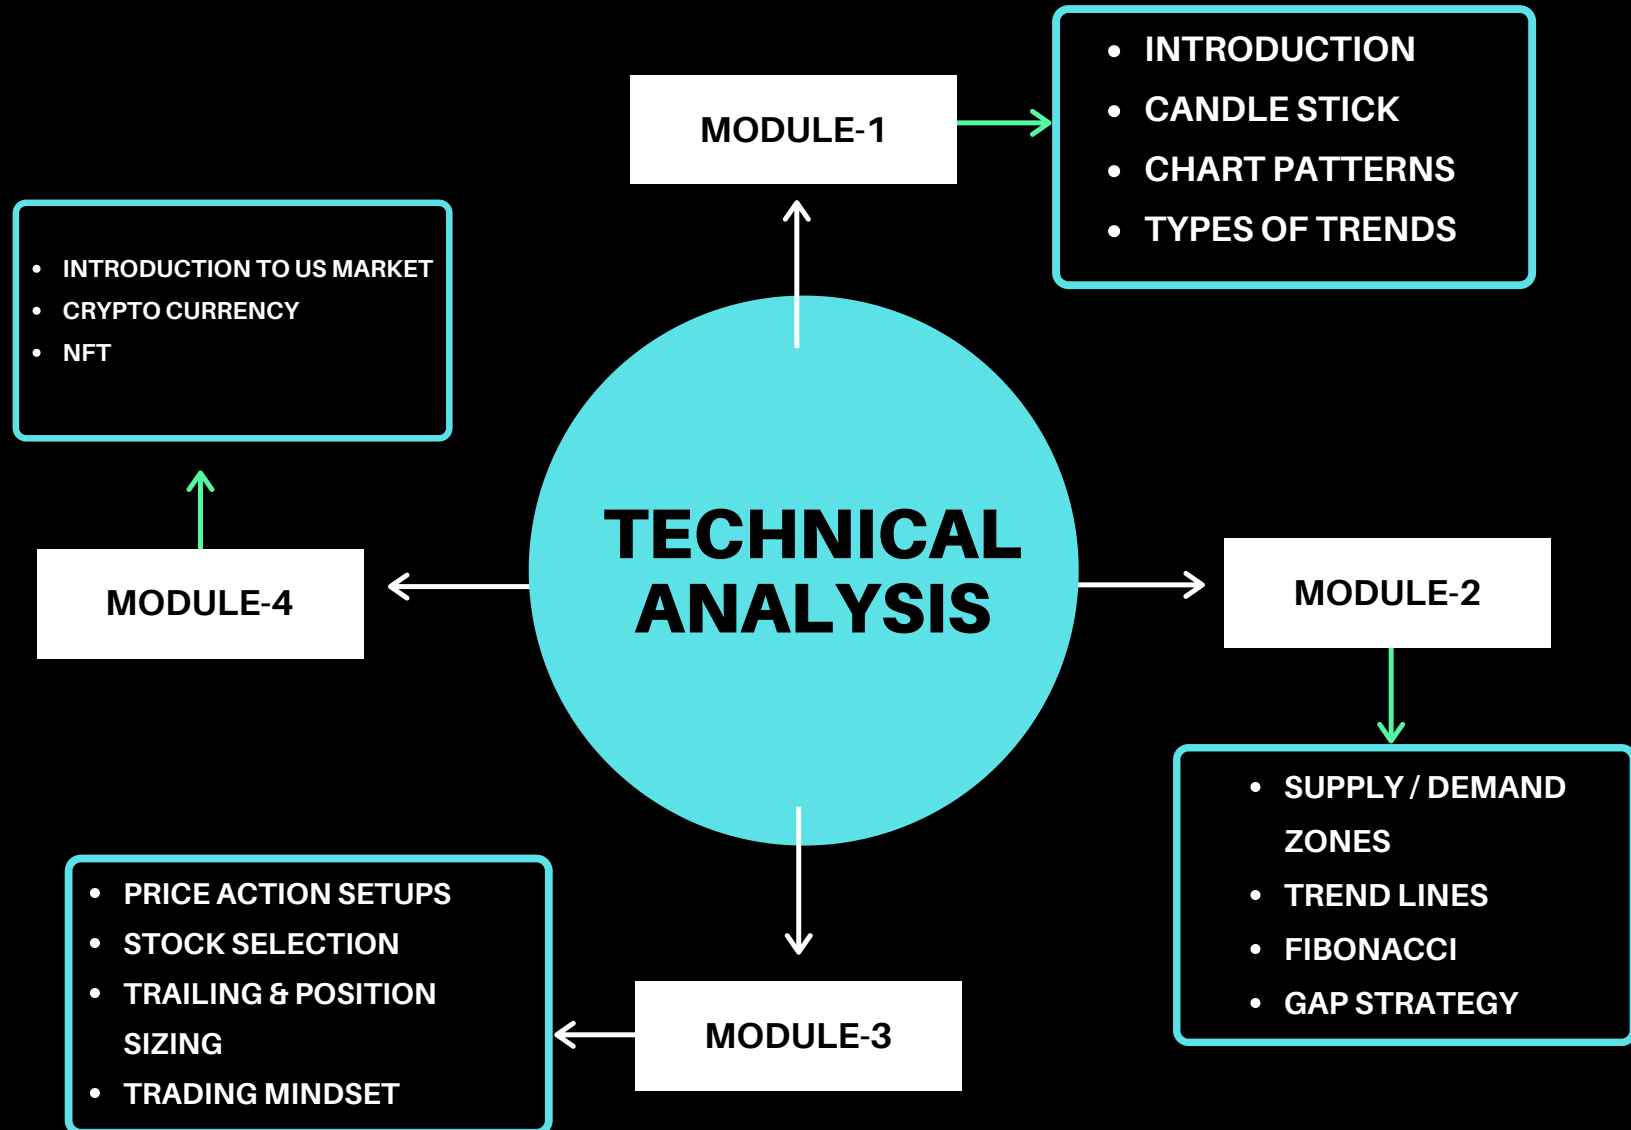 MODULE-1
• INTRODUCTION
• CANDLE STICK
• CHART PATTERNS
• TYPES OF TRENDS
• INTRODUCTION TO US MARKET
• CRYPTO CURRENCY
• NFT
MODULE-4
TECHNICAL
ANALYSIS
MODULE-2
• SUPPLY / DEMAND
ZONES
• TREND LINES
• FIBONACCI
• GAP STRATEGY
• PRICE ACTION SETUPS
• STOCK SELECTION
• TRAILING & POSITION
SIZING
• TRADING MINDSET
MODULE-3